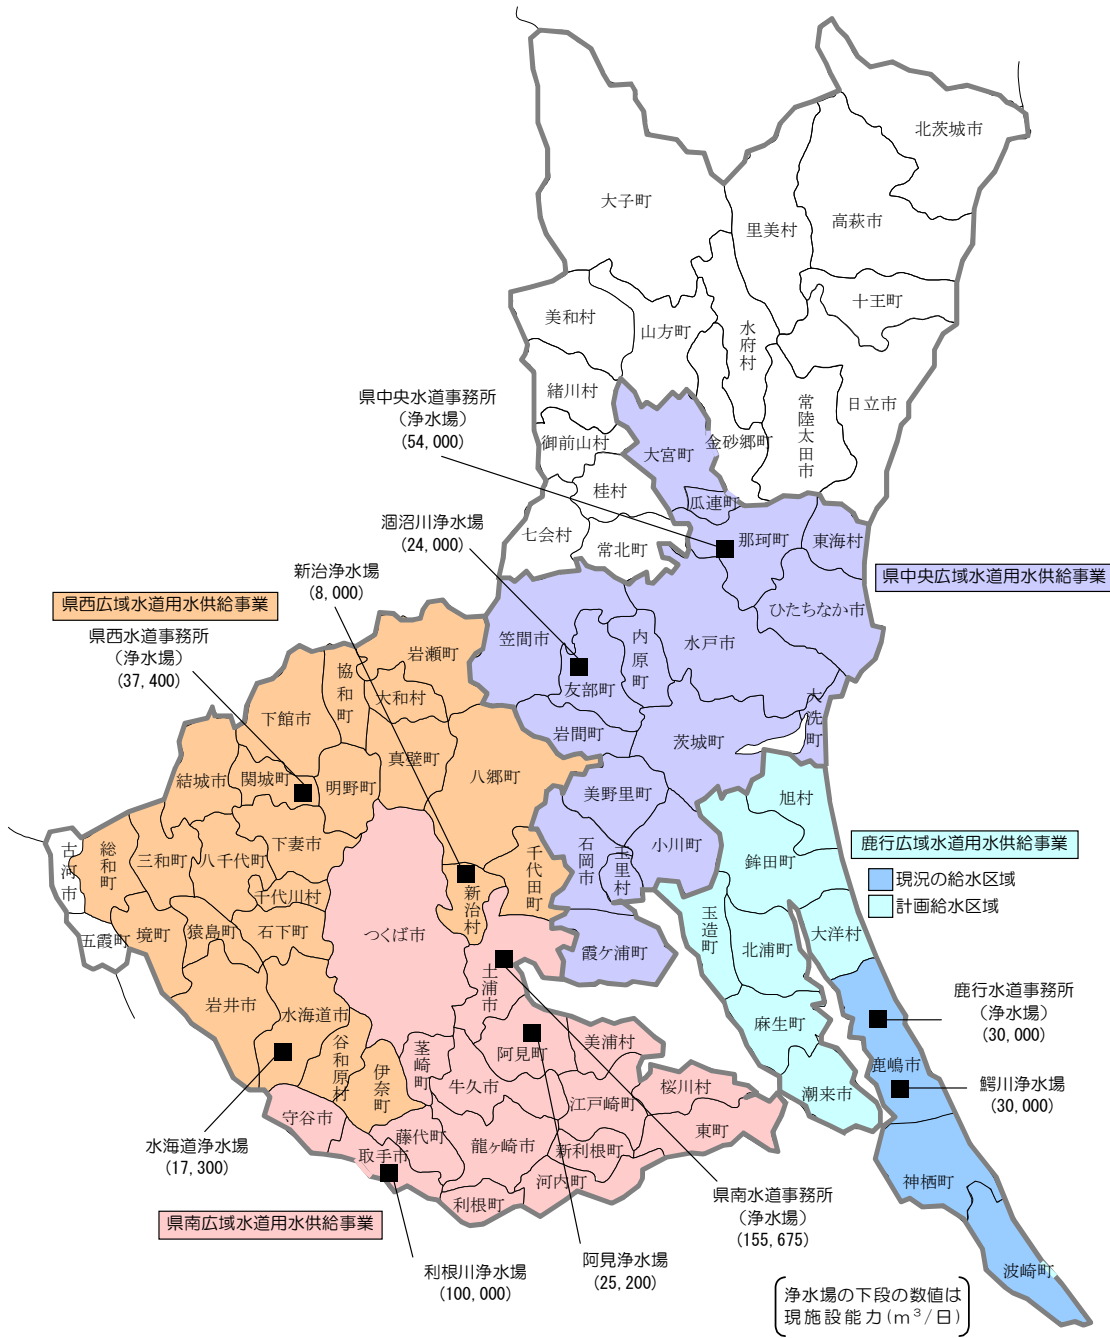 北茨城市
大子町
里美村
高萩市
十王町
美和村
山方町
水府村
緒川村
常陸太田市
日立市
県中央水道事務所
(浄水場)
(54,000)
御前山村
大宮町
金砂郷町
桂村
瓜連町
七会村
常北町
那珂町
東海村
涸沼川浄水場
(24,000)
新治浄水場
(8,000)
県中央広域水道用水供給事業
県西広域水道用水供給事業
県西水道事務所
(浄水場)
(37,400)
ひたちなか市
笠間市
内原町
水戸市
岩瀬町
協和町
大和村
友部町
大洗町
下館市
岩間町
茨城町
真壁町
八郷町
結城市
関城町
明野町
美野里町
旭村
古河市
総和町
三和町
八千代町
下妻市
石岡市
玉里村
小川町
鉾田町
鹿行広域水道用水供給事業
現況の給水区域
計画給水区域
千代川村
新治村
千代田町
五霞町
境町
猿島町
石下町
つくば市
霞ケ浦町
玉造町
北浦町
大洋村
岩井市
水海道市
土浦市
麻生町
鹿行水道事務所
(浄水場)
(30,000)
谷和原村
伊奈町
茎崎町
阿見町
美浦村
鹿嶋市
牛久市
江戸崎町
桜川村
潮来市
鰐川浄水場
(30,000)
守谷市
藤代町
取手市
龍ヶ崎市
新利根町
東町
水海道浄水場
(17,300)
利根町
河内町
神栖町
県南水道事務所
(浄水場)
(155,675)
県南広域水道用水供給事業
利根川浄水場
(100,000)
阿見浄水場
(25,200)
波崎町
浄水場の下段の数値は
現施設能力(m³/日)